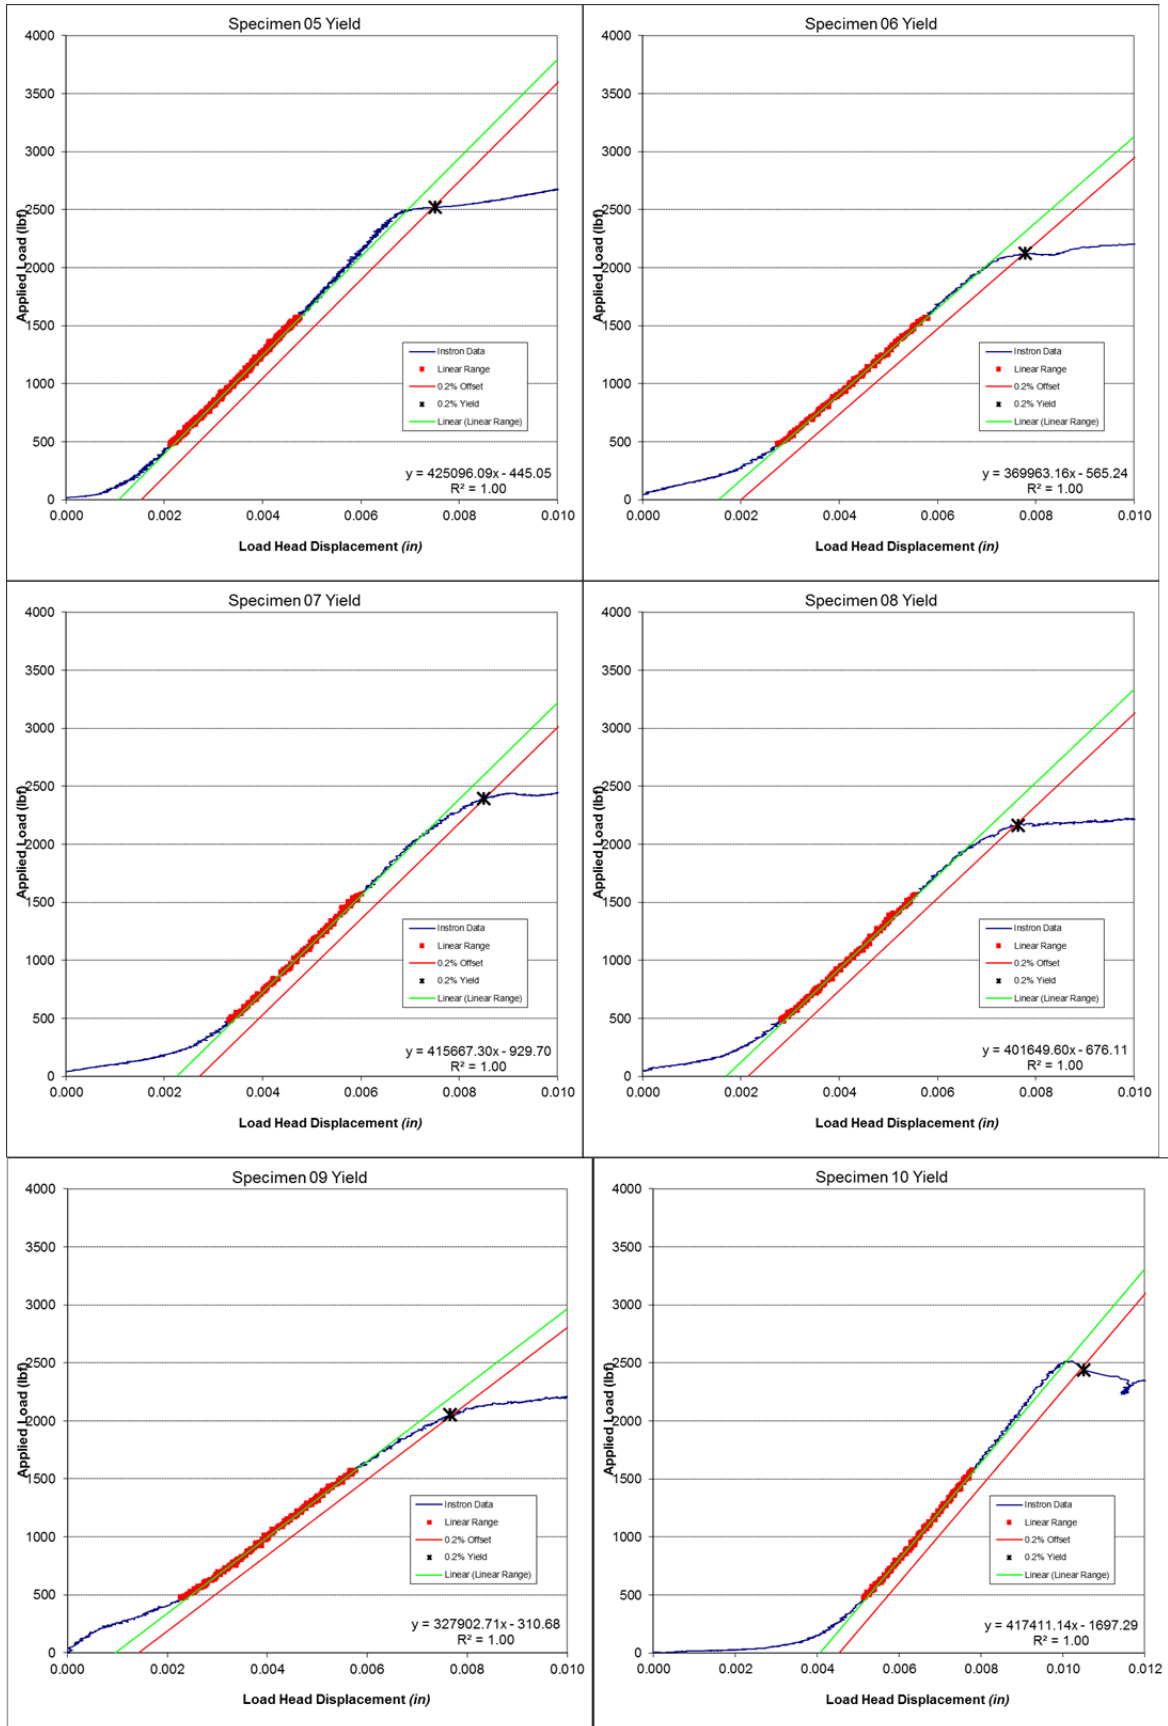 Specimen 05 Yield
4000
3500
3000
2500
2000
1500
1000
500
0
Applied Load (lbf)
Instron Data
Linear Range
0.2% Offset
0.2% Yield
Linear (Linear Range)
y = 425096.09x - 445.05
R² = 1.00
0.000 0.002 0.004 0.006 0.008 0.010
Load Head Displacement (in)
Specimen 06 Yield
4000
3500
3000
2500
2000
1500
1000
500
0
Applied Load (lbf)
Instron Data
Linear Range
0.2% Offset
0.2% Yield
Linear (Linear Range)
y = 369963.16x - 565.24
R² = 1.00
0.000 0.002 0.004 0.006 0.008 0.010
Load Head Displacement (in)
Specimen 07 Yield
4000
3500
3000
2500
2000
1500
1000
500
0
Applied Load (lbf)
Instron Data
Linear Range
0.2% Offset
0.2% Yield
Linear (Linear Range)
y = 415667.30x - 929.70
R² = 1.00
0.000 0.002 0.004 0.006 0.008 0.010
Load Head Displacement (in)
Specimen 08 Yield
4000
3500
3000
2500
2000
1500
1000
500
0
Applied Load (lbf)
Instron Data
Linear Range
0.2% Offset
0.2% Yield
Linear (Linear Range)
y = 401649.60x - 676.11
R² = 1.00
0.000 0.002 0.004 0.006 0.008 0.010
Load Head Displacement (in)
Specimen 09 Yield
4000
3500
3000
2500
2000
1500
1000
500
0
Applied Load (lbf)
Instron Data
Linear Range
0.2% Offset
0.2% Yield
Linear (Linear Range)
y = 327902.71x - 310.68
R² = 1.00
0.000 0.002 0.004 0.006 0.008 0.010
Load Head Displacement (in)
Specimen 10 Yield
4000
3500
3000
2500
2000
1500
1000
500
0
Applied Load (lbf)
Instron Data
Linear Range
0.2% Offset
0.2% Yield
Linear (Linear Range)
y = 417411.14x - 1697.29
R² = 1.00
0.000 0.002 0.004 0.006 0.008 0.010 0.012
Load Head Displacement (in)